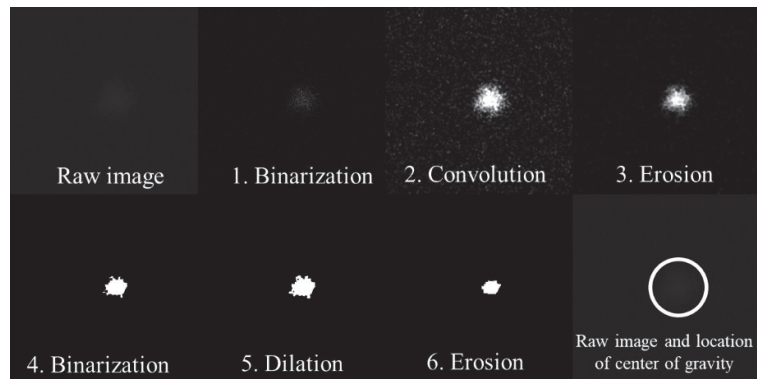 Raw image
1. Binarization
2. Convolution
3. Erosion
4. Binarization
5. Dilation
6. Erosion
Raw image and location
of center of gravity